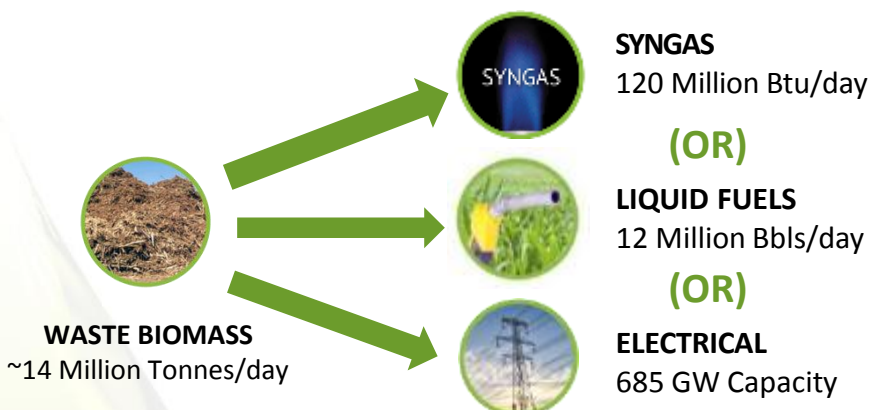 SYNGAS
SYNGAS
120 Million Btu/day
(OR)
LIQUID FUELS
12 Million Bbls/day
(OR)
WASTE BIOMASS
~14 Million Tonnes/day
ELECTRICAL
685 GW Capacity